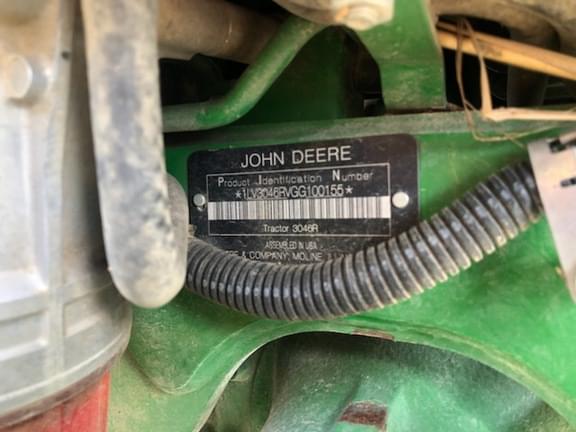 JOHN DEERE
Product Identification Number
*1LV3046RVGG100155*
Tractor 3046R
ASSEMBLED IN USA
& COMPANY, MOLINE